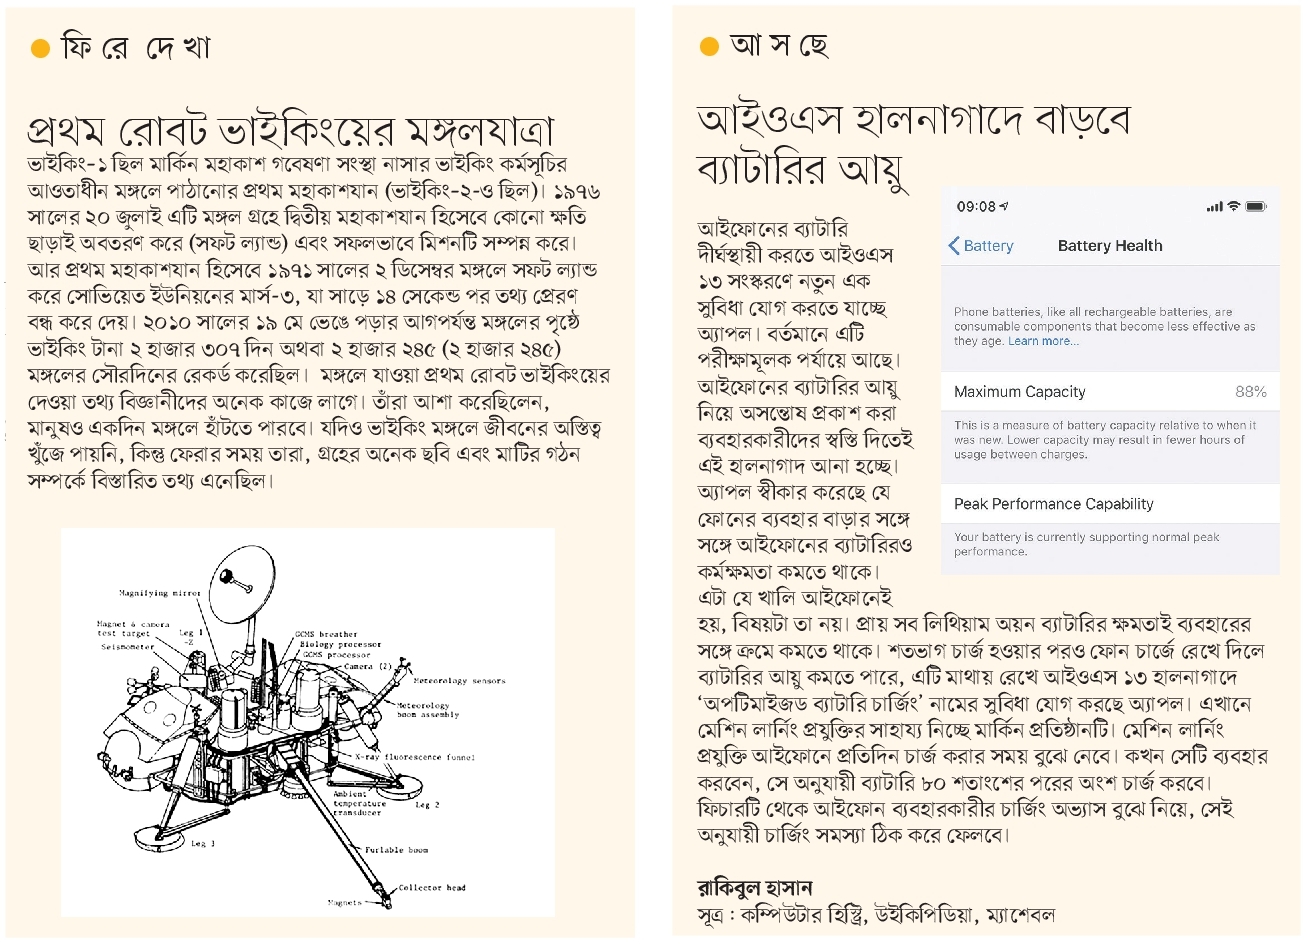 ফি রে দে খা
প্রথম রোবট ভাইকিংয়ের মঙ্গলযাত্রা
ভাইকিং-১ ছিল মার্কিন মহাকাশ গবেষণা সংস্থা নাসার ভাইকিং কর্মসূচির
আওতাধীন মঙ্গলে পাঠানোর প্রথম মহাকাশযান (ভাইকিং-২-ও ছিল)। ১৯৭৬
সালের ২০ জুলাই এটি মঙ্গল গ্রহে দ্বিতীয় মহাকাশযান হিসেবে কোনো ক্ষতি
ছাড়াই অবতরণ করে (সফট ল্যান্ড) এবং সফলভাবে মিশনটি সম্পন্ন করে।
আর প্রথম মহাকাশযান হিসেবে ১৯৭১ সালের ২ ডিসেম্বর মঙ্গলে সফট ল্যান্ড
করে সোভিয়েত ইউনিয়নের মার্স-৩, যা সাড়ে ১৪ সেকেন্ড পর তথ্য প্রেরণ
বন্ধ করে দেয়। ২০১০ সালের ১৯ মে ভেঙে পড়ার আগপর্যন্ত মঙ্গলের পৃষ্ঠে
ভাইকিং টানা ২ হাজার ৩০৭ দিন অথবা ২ হাজার ২৪৫ (২ হাজার ২৪৫)
মঙ্গলের সৌরদিনের রেকর্ড করেছিল। মঙ্গলে যাওয়া প্রথম রোবট ভাইকিংয়ের
দেওয়া তথ্য বিজ্ঞানীদের অনেক কাজে লাগে। তাঁরা আশা করেছিলেন,
মানুষও একদিন মঙ্গলে হাঁটতে পারবে। যদিও ভাইকিং মঙ্গলে জীবনের অস্তিত্ব
খুঁজে পায়নি, কিন্তু ফেরার সময় তারা, গ্রহের অনেক ছবি এবং মাটির গঠন
সম্পর্কে বিস্তারিত তথ্য এনেছিল।
Magnifying mirror
Magnet & camera
test target
Leg 1
-Z
Seismometer
GCMS breather
Biology processor
GCMS processor
Camera (2)
Meteorology sensors
Meteorology
boom assembly
X-ray fluorescence funnel
Ambient
temperature
transducer
Leg 2
Leg 3
Furlable boom
Collector head
Magnets
আ স ছে
আইওএস হালনাগাদে বাড়বে
ব্যাটারির আয়ু
আইফোনের ব্যাটারি
দীর্ঘস্থায়ী করতে আইওএস
১৩ সংস্করণে নতুন এক
সুবিধা যোগ করতে যাচ্ছে
অ্যাপল। বর্তমানে এটি
পরীক্ষামূলক পর্যায়ে আছে।
আইফোনের ব্যাটারির আয়ু
নিয়ে অসন্তোষ প্রকাশ করা
ব্যবহারকারীদের স্বস্তি দিতেই
এই হালনাগাদ আনা হচ্ছে।
অ্যাপল স্বীকার করেছে যে
ফোনের ব্যবহার বাড়ার সঙ্গে
সঙ্গে আইফোনের ব্যাটারিরও
কর্মক্ষমতা কমতে থাকে।
এটা যে খালি আইফোনেই
হয়, বিষয়টা তা নয়। প্রায় সব লিথিয়াম অয়ন ব্যাটারির ক্ষমতাই ব্যবহারের
সঙ্গে ক্রমে কমতে থাকে। শতভাগ চার্জ হওয়ার পরও ফোন চার্জে রেখে দিলে
ব্যাটারির আয়ু কমতে পারে, এটি মাথায় রেখে আইওএস ১৩ হালনাগাদে
‘অপটিমাইজড ব্যাটারি চার্জিং’ নামের সুবিধা যোগ করছে অ্যাপল। এখানে
মেশিন লার্নিং প্রযুক্তির সাহায্য নিচ্ছে মার্কিন প্রতিষ্ঠানটি। মেশিন লার্নিং
প্রযুক্তি আইফোনে প্রতিদিন চার্জ করার সময় বুঝে নেবে। কখন সেটি ব্যবহার
করবেন, সে অনুযায়ী ব্যাটারি ৮০ শতাংশের পরের অংশ চার্জ করবে।
ফিচারটি থেকে আইফোন ব্যবহারকারীর চার্জিং অভ্যাস বুঝে নিয়ে, সেই
অনুযায়ী চার্জিং সমস্যা ঠিক করে ফেলবে।
09:08
Battery
Battery Health
Phone batteries, like all rechargeable batteries, are
consumable components that become less effective as
they age. Learn more...
Maximum Capacity 88%
This is a measure of battery capacity relative to when it
was new. Lower capacity may result in fewer hours of
usage between charges.
Peak Performance Capability
Your battery is currently supporting normal peak
performance.
রাকিবুল হাসান
সূত্র : কম্পিউটার হিস্ট্রি, উইকিপিডিয়া, ম্যাশেবল